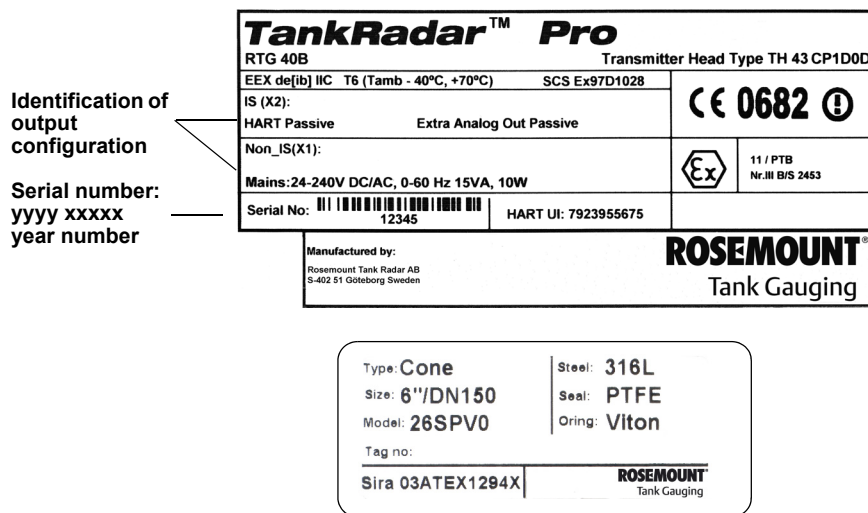 TankRadar™ Pro
RTG 40B Transmitter Head Type TH 43 CP1D0D
EEX de[ib] IIC T6 (Tamb - 40ºC, +70ºC) SCS Ex97D1028
Identification of
output
configuration
IS (X2):
HART Passive Extra Analog Out Passive
CE 0682
Non_IS(X1):
Mains:24-240V DC/AC, 0-60 Hz 15VA, 10W
Ex 11 / PTB
Nr.III B/S 2453
Serial number:
yyyy xxxxx
year number
Serial No: 12345 HART UI: 7923955675
Manufactured by:
Rosemount Tank Radar AB
S-402 51 Göteborg Sweden
ROSEMOUNT®
Tank Gauging
Type: Cone
Size: 6"/DN150
Model: 26SPV0
Tag no:
Steel: 316L
Seal: PTFE
Oring: Viton
Sira 03ATEX1294X
ROSEMOUNT
Tank Gauging